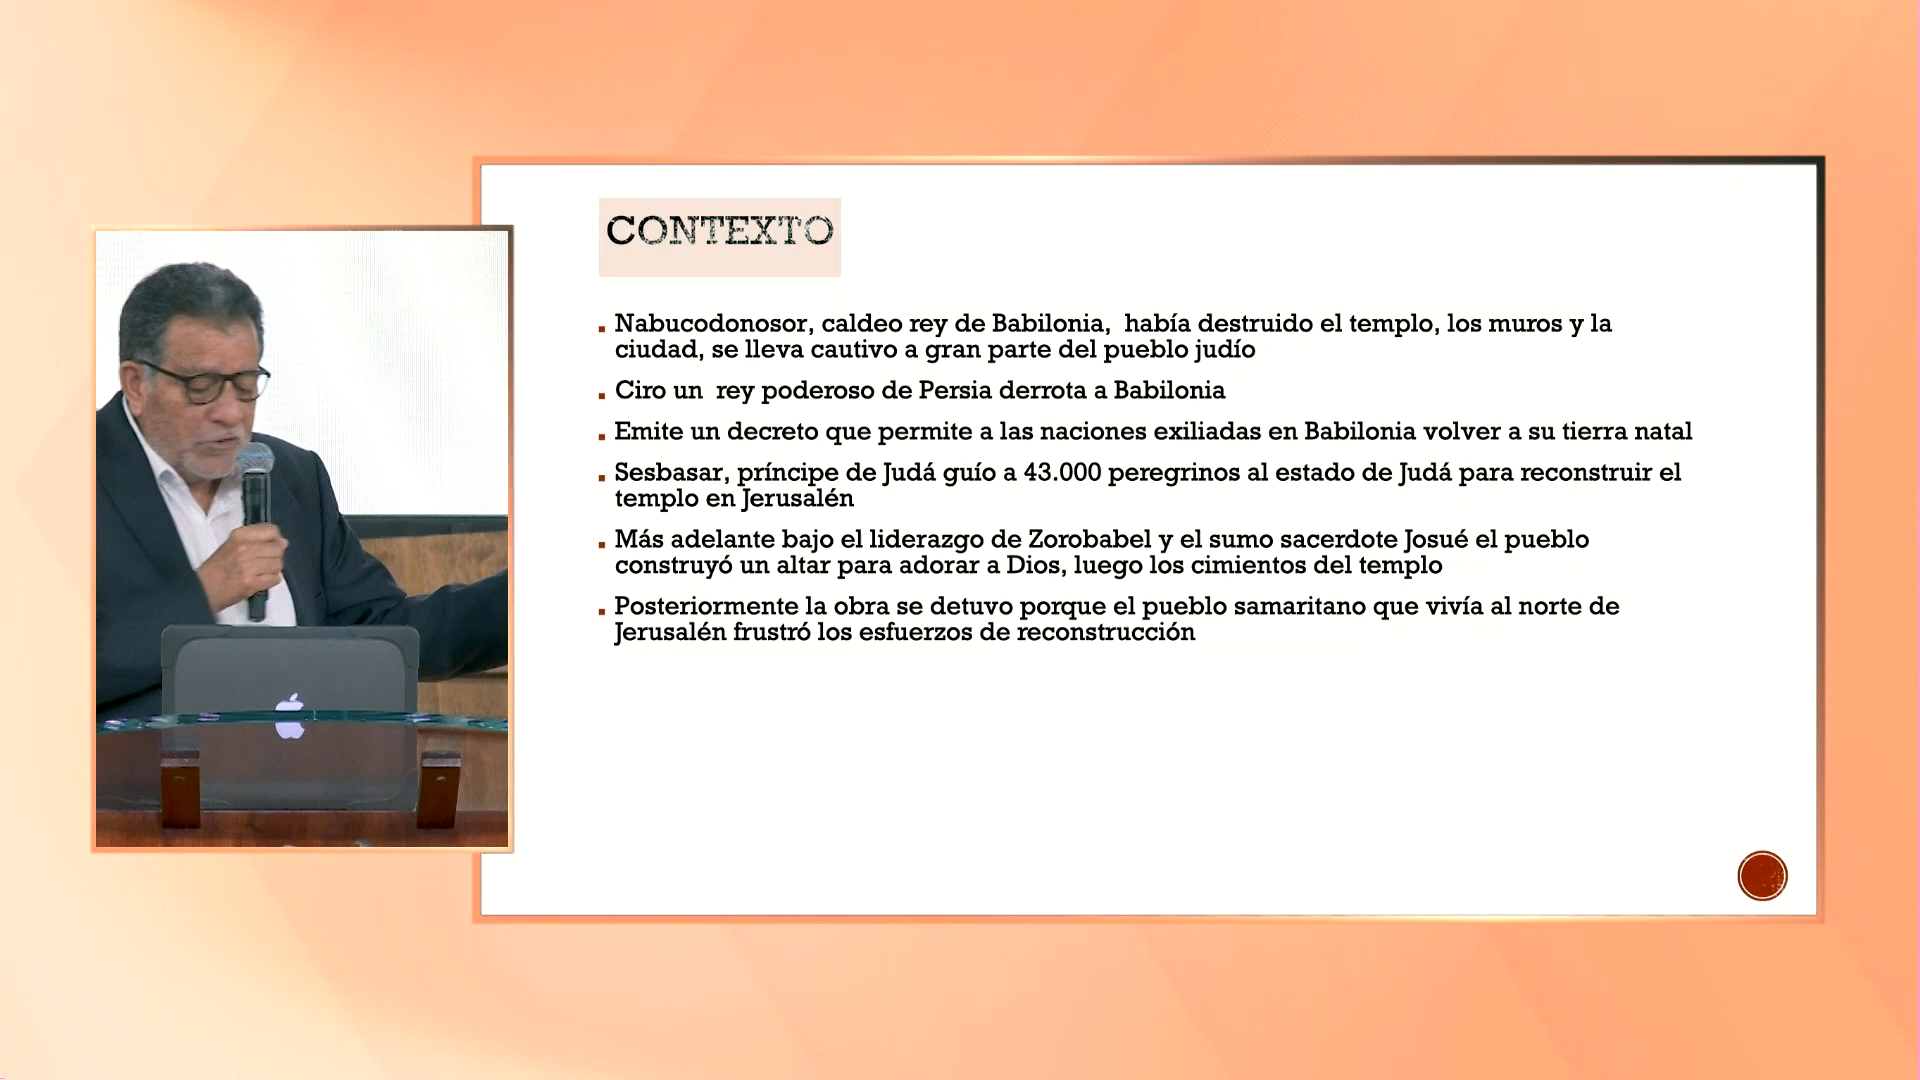 CONTEXTO
Nabucodonosor, caldeo rey de Babilonia,  había destruido el templo, los muros y la
ciudad, se lleva cautivo a gran parte del pueblo judío
Ciro un  rey poderoso de Persia derrota a Babilonia
Emite un decreto que permite a las naciones exiliadas en Babilonia volver a su tierra natal
Sesbasar, príncipe de Judá guío a 43.000 peregrinos al estado de Judá para reconstruir el
templo en Jerusalén
Más adelante bajo el liderazgo de Zorobabel y el sumo sacerdote Josué el pueblo
construyó un altar para adorar a Dios, luego los cimientos del templo
Posteriormente la obra se detuvo porque el pueblo samaritano que vivía al norte de
Jerusalén frustró los esfuerzos de reconstrucción